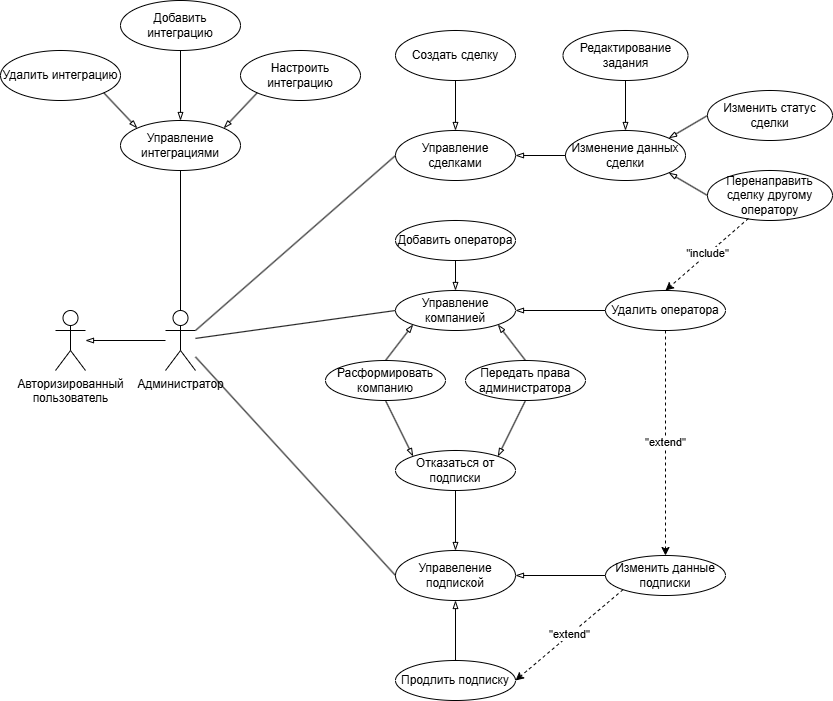 Добавить
интеграцию
Удалить интеграцию
Настроить
интеграцию
Управление
интеграциями
Создать сделку
Редактирование
задания
Изменить статус
сделки
Управление
сделками
Изменение данных
сделки
Перенаправить
сделку другому
оператору
Добавить оператора
"include"
Управление
компанией
Удалить оператора
Авторизированный
пользователь
Администратор
Расформировать
компанию
Передать права
администратора
"extend"
Отказаться от
подписки
Управеление
подпиской
Изменить данные
подписки
"extend"
Продлить подписку